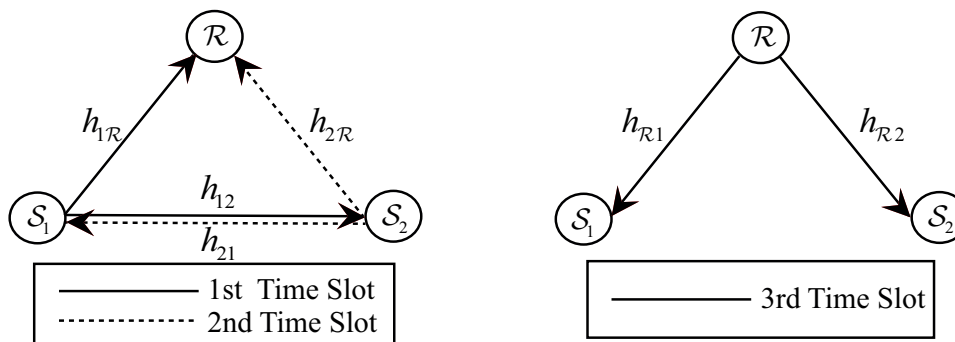 R
R
h1R
h2R
hR1
hR2
h12
S1
S2
S1
S2
h21
1st Time Slot
2nd Time Slot
3rd Time Slot